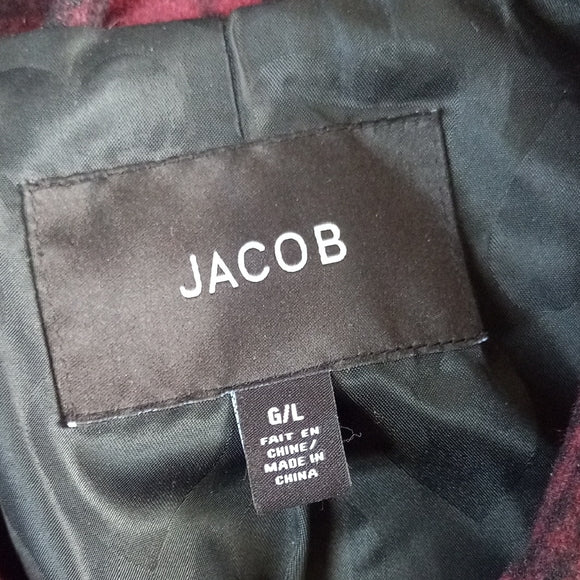 JACOB
G/L
FAIT EN
CHINE/
MADE IN
CHINA